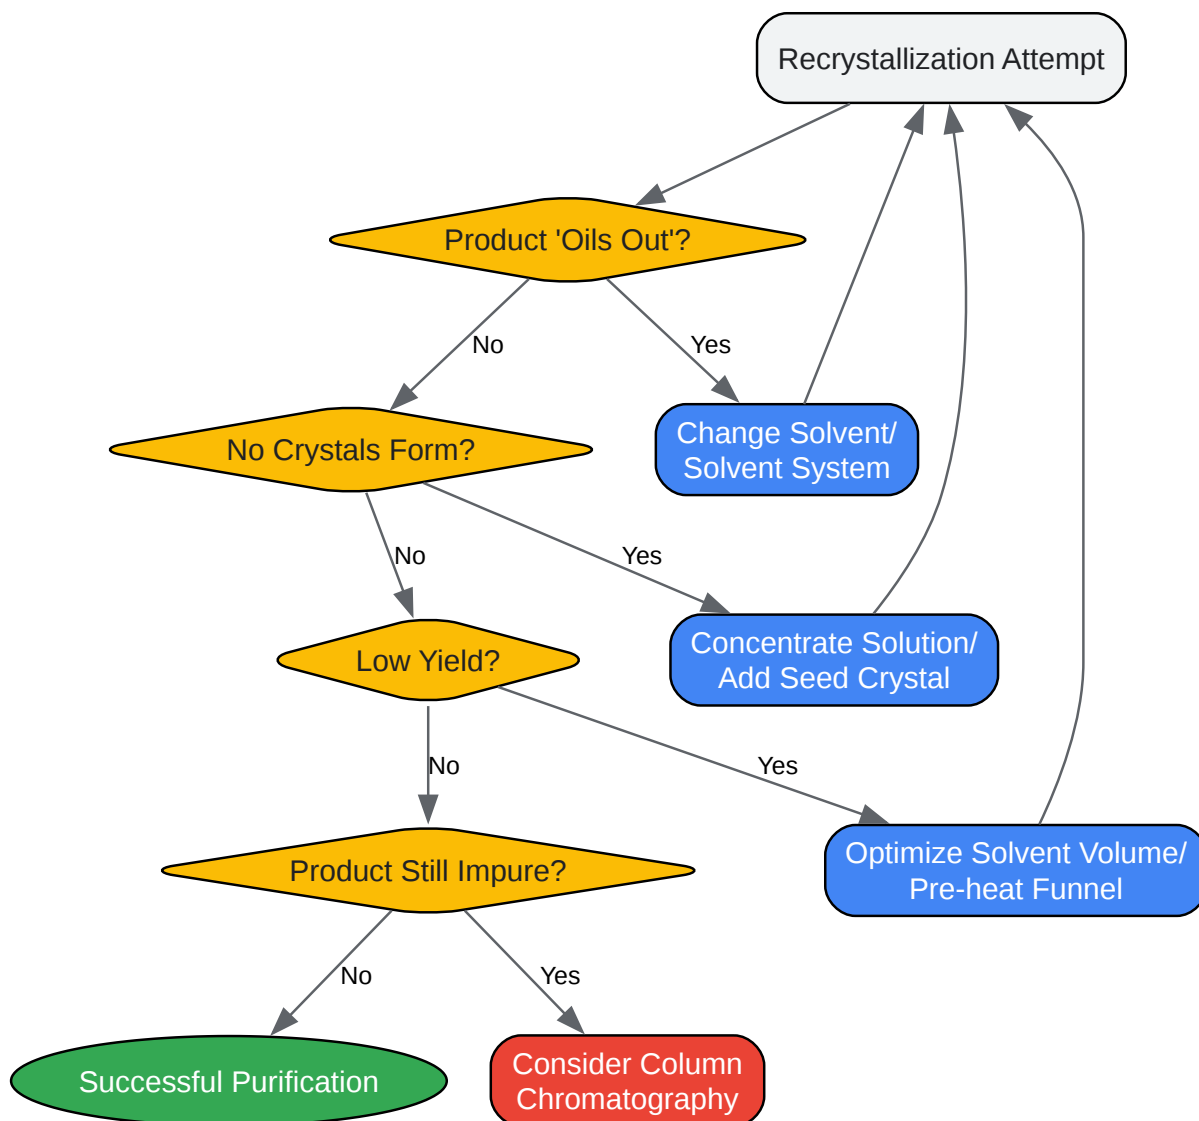 Recrystallization Attempt
Product 'Oils Out'?
No
Yes
No Crystals Form?
Change Solvent/
Solvent System
No
Yes
Low Yield?
Concentrate Solution/
Add Seed Crystal
No
Yes
Product Still Impure?
Optimize Solvent Volume/
Pre-heat Funnel
No
Yes
Successful Purification
Consider Column
Chromatography